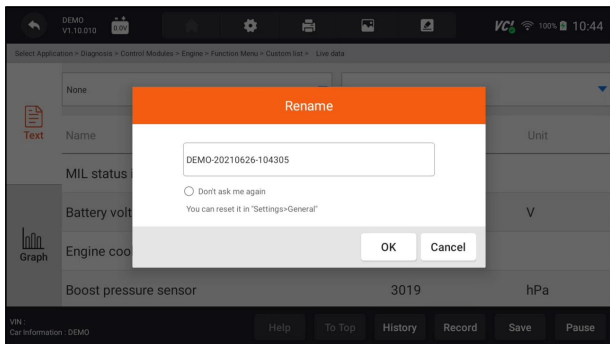 DEMO
V1.10.010
0.0V
VCI
100%
10:44
Select Application > Diagnosis > Control Modules > Engine > Function Menu > Custom list > Live data
None
Rename
Text
Name
Unit
DEMO-20210626-104305
MIL status
Don't ask me again
You can reset it in "Settings>General"
Battery volt
V
OK
Cancel
Graph
Engine coo
Boost pressure sensor
3019
hPa
VIN :
Car Information : DEMO
Help
To Top
History
Record
Save
Pause